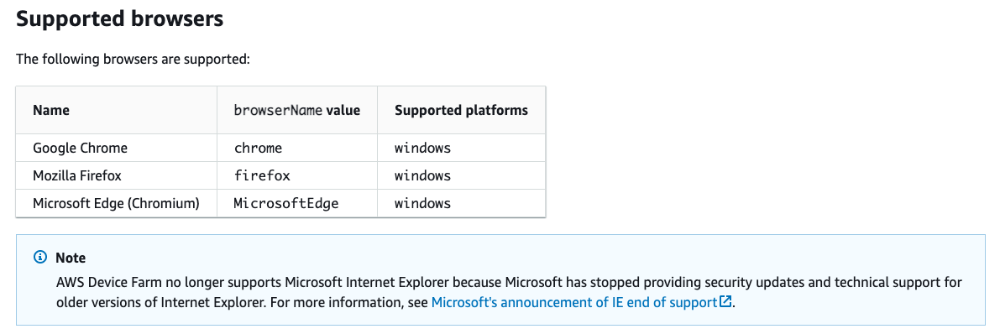 Supported browsers
The following browsers are supported:
Name browserName value Supported platforms
Google Chrome chrome windows
Mozilla Firefox firefox windows
Microsoft Edge (Chromium) MicrosoftEdge windows
Note
AWS Device Farm no longer supports Microsoft Internet Explorer because Microsoft has stopped providing security updates and technical support for
older versions of Internet Explorer. For more information, see Microsoft's announcement of IE end of support.